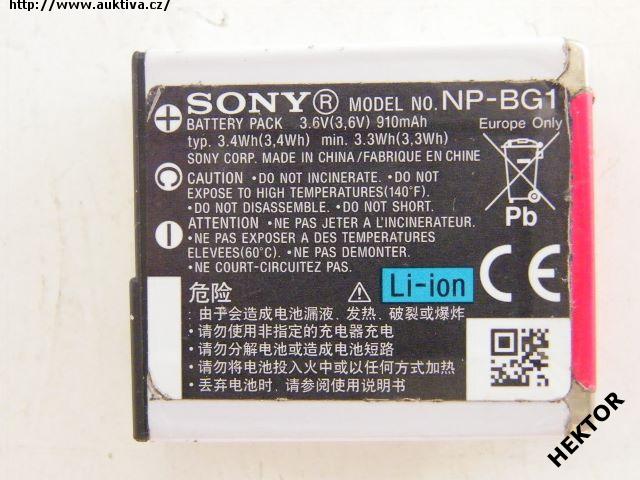 http://www.auktiva.cz/
SONY® MODEL NO. NP-BG1
BATTERY PACK 3.6V(3,6V) 910mAh
Europe Only
typ. 3.4Wh(3,4Wh) min. 3.3Wh(3,3Wh)
SONY CORP. MADE IN CHINA/FABRIQUE EN CHINE
CAUTION •DO NOT INCINERATE. •DO NOT
EXPOSE TO HIGH TEMPERATURES(140°F).
•DO NOT DISASSEMBLE. •DO NOT SHORT.
Pb
ATTENTION •NE PAS JETER A L'INCINERATEUR.
•NE PAS EXPOSER A DES TEMPERATURES
ELEVEES(60℃). •NE PAS DEMONTER.
•NE COURT-CIRCUITEZ PAS.
CE
危险 Li-ion
:由于会造成电池漏液、发热、破裂或爆炸
•请勿使用非指定的充电器充电
•请勿分解电池或造成电池短路
•请勿把电池投入火中或以任何方式加热
•丢弃电池时,请参阅使用说明书
HEKTOR